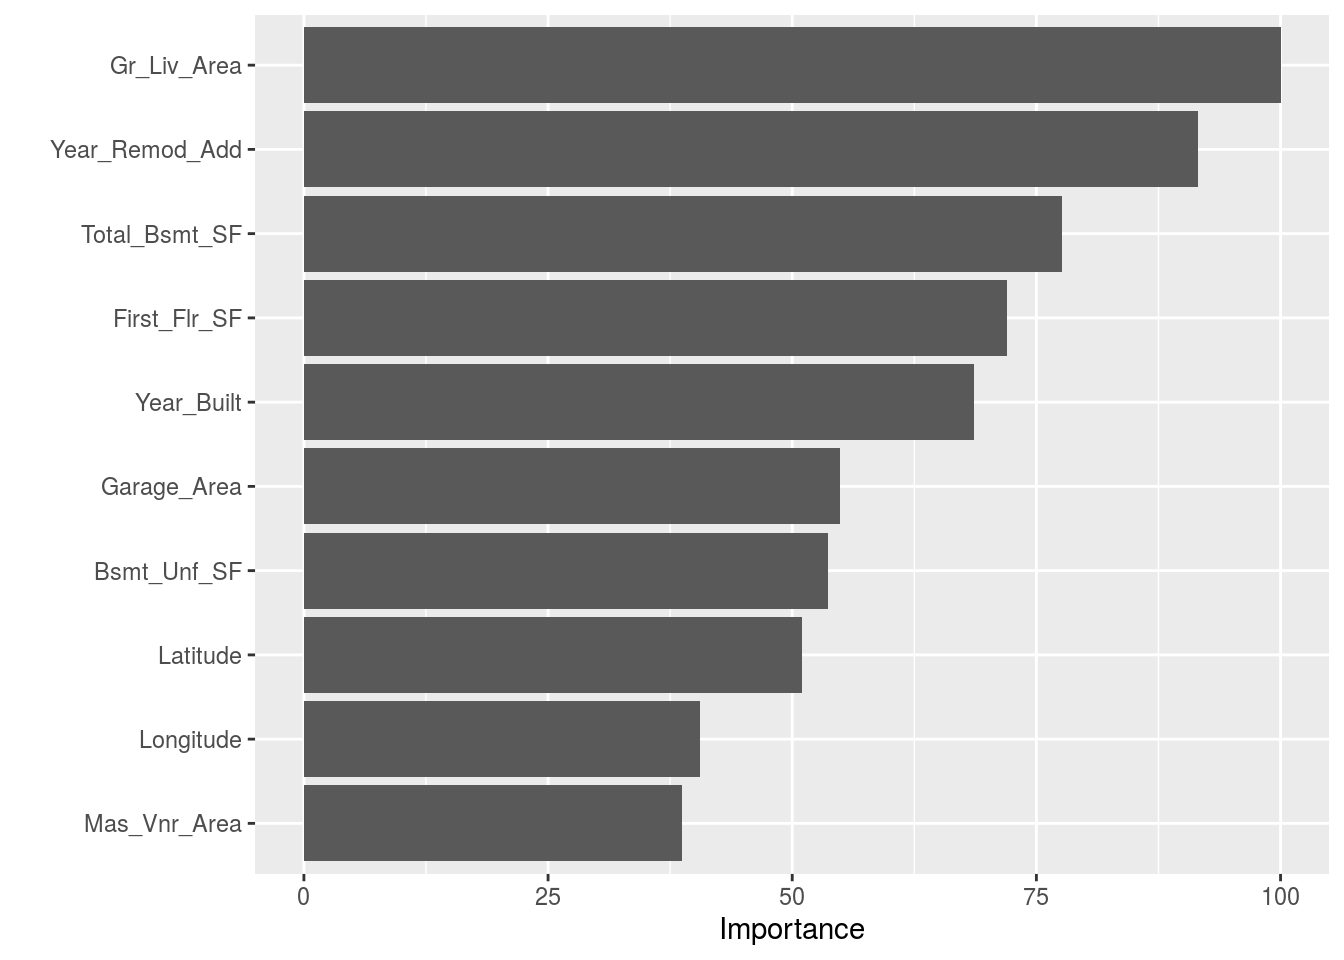 Gr_Liv_Area
Year_Remod_Add
Total_Bsmt_SF
First_Flr_SF
Year_Built
Garage_Area
Bsmt_Unf_SF
Latitude
Longitude
Mas_Vnr_Area
0 25 50 75 100
Importance